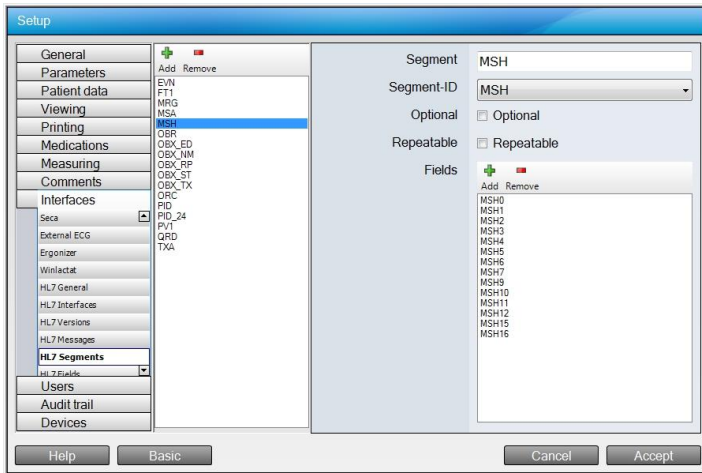 Setup
General
Parameters
Patient data
Viewing
Printing
Medications
Measuring
Comments
Interfaces
Seca
External ECG
Ergonizer
Winlactat
HL7 General
HL7 Interfaces
HL7 Versions
HL7 Messages
HL7 Segments
HL7 Fields
Users
Audit trail
Devices
Add Remove
EVN
FT1
MRG
MSA
MSH
OBR
OBX_ED
OBX_NM
OBX_RP
OBX_ST
OBX_TX
ORC
PID
PID_24
PV1
QRD
TXA
Segment MSH
Segment-ID MSH
Optional Optional
Repeatable Repeatable
Fields
Add Remove
MSH0
MSH1
MSH2
MSH3
MSH4
MSH5
MSH6
MSH7
MSH9
MSH10
MSH11
MSH12
MSH15
MSH16
Help Basic Cancel Accept